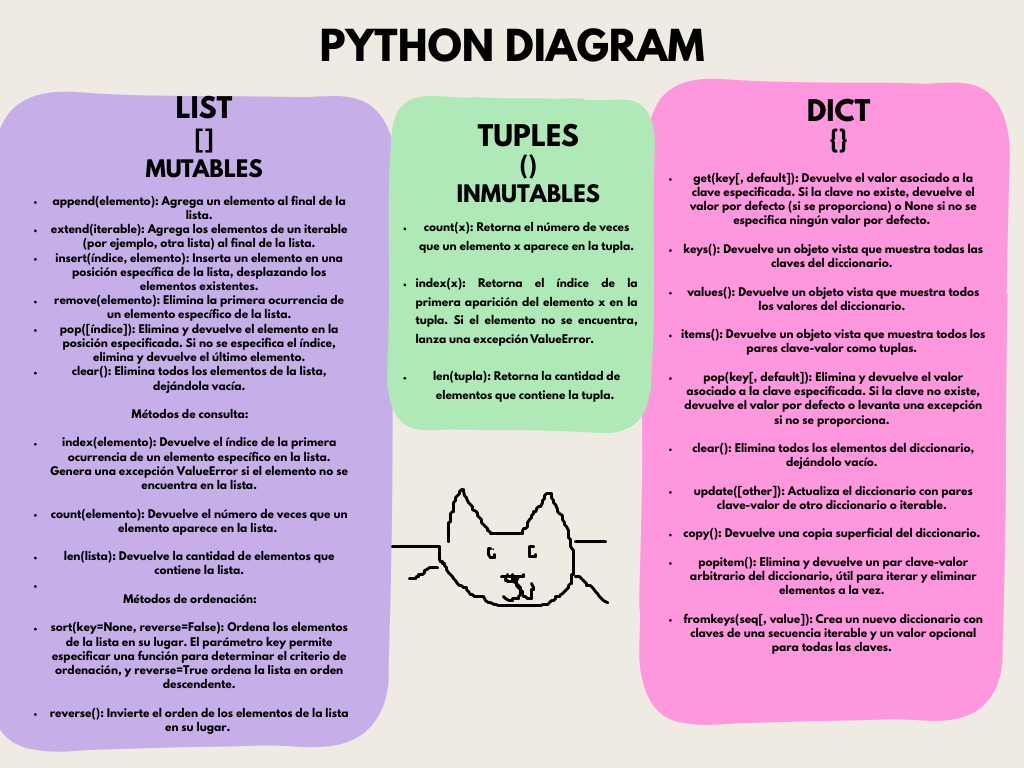 PYTHON DIAGRAM
LIST
[]
MUTABLES
• append(elemento): Agrega un elemento al final de la
lista.
• extend(iterable): Agrega los elementos de un iterable
(por ejemplo, otra lista) al final de la lista.
• insert(índice, elemento): Inserta un elemento en una
posición específica de la lista, desplazando los
elementos existentes.
• remove(elemento): Elimina la primera ocurrencia de
un elemento específico de la lista.
• pop([índice]): Elimina y devuelve el elemento en la
posición especificada. Si no se especifica el índice,
elimina y devuelve el último elemento.
• clear(): Elimina todos los elementos de la lista,
dejándola vacía.
Métodos de consulta:
• index(elemento): Devuelve el índice de la primera
ocurrencia de un elemento específico en la lista.
Genera una excepción ValueError si el elemento no se
encuentra en la lista.
• count(elemento): Devuelve el número de veces que un
elemento aparece en la lista.
• len(lista): Devuelve la cantidad de elementos que
contiene la lista.
•
Métodos de ordenación:
• sort(key=None, reverse=False): Ordena los elementos
de la lista en su lugar. El parámetro key permite
especificar una función para determinar el criterio de
ordenación, y reverse=True ordena la lista en orden
descendente.
• reverse(): Invierte el orden de los elementos de la lista
en su lugar.
TUPLES
()
INMUTABLES
• count(x): Retorna el número de veces
que un elemento x aparece en la tupla.
• index(x): Retorna el índice de la
primera aparición del elemento x en la
tupla. Si el elemento no se encuentra,
lanza una excepción ValueError.
• len(tupla): Retorna la cantidad de
elementos que contiene la tupla.
DICT
{}
• get(key[, default]): Devuelve el valor asociado a la
clave especificada. Si la clave no existe, devuelve el
valor por defecto (si se proporciona) o None si no se
especifica ningún valor por defecto.
• keys(): Devuelve un objeto vista que muestra todas las
claves del diccionario.
• values(): Devuelve un objeto vista que muestra todos
los valores del diccionario.
• items(): Devuelve un objeto vista que muestra todos los
pares clave-valor como tuplas.
• pop(key[, default]): Elimina y devuelve el valor
asociado a la clave especificada. Si la clave no existe,
devuelve el valor por defecto o levanta una excepción
si no se proporciona.
• clear(): Elimina todos los elementos del diccionario,
dejándolo vacío.
• update([other]): Actualiza el diccionario con pares
clave-valor de otro diccionario o iterable.
• copy(): Devuelve una copia superficial del diccionario.
• popitem(): Elimina y devuelve un par clave-valor
arbitrario del diccionario, útil para iterar y eliminar
elementos a la vez.
• fromkeys(seq[, value]): Crea un nuevo diccionario con
claves de una secuencia iterable y un valor opcional
para todas las claves.